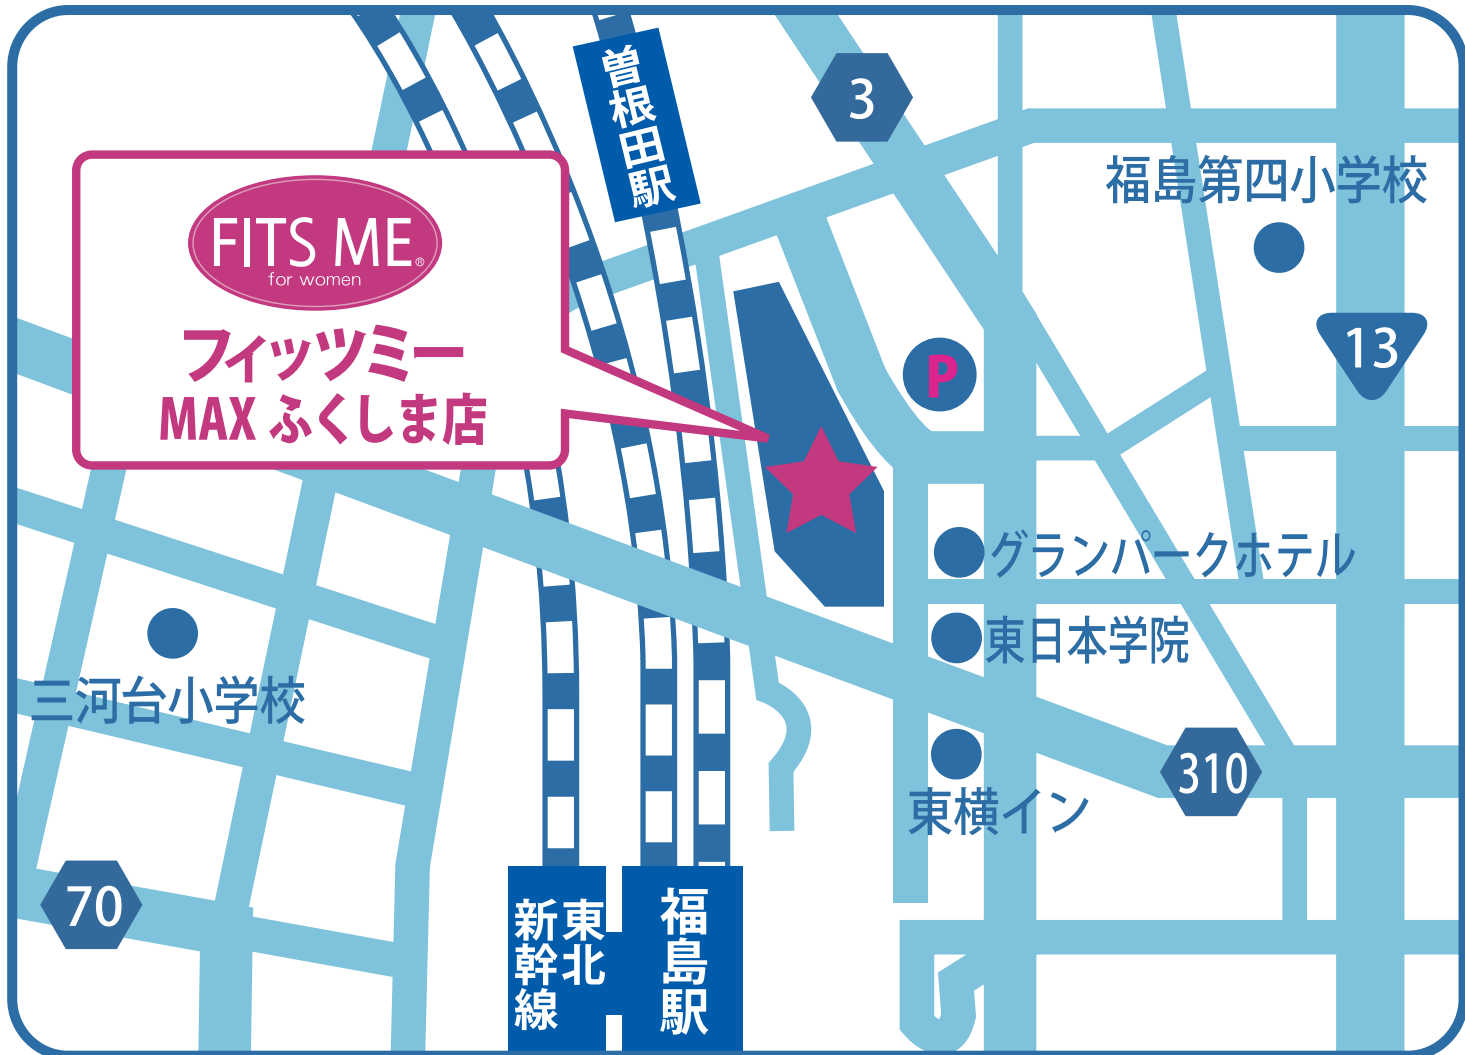 曽根田駅
3
福島第四小学校
FITS ME®
for women
フィッツミー
MAX ふくしま店
13
P
グランパークホテル
東日本学院
三河台小学校
310
東横イン
70
東北
新幹線
福島駅